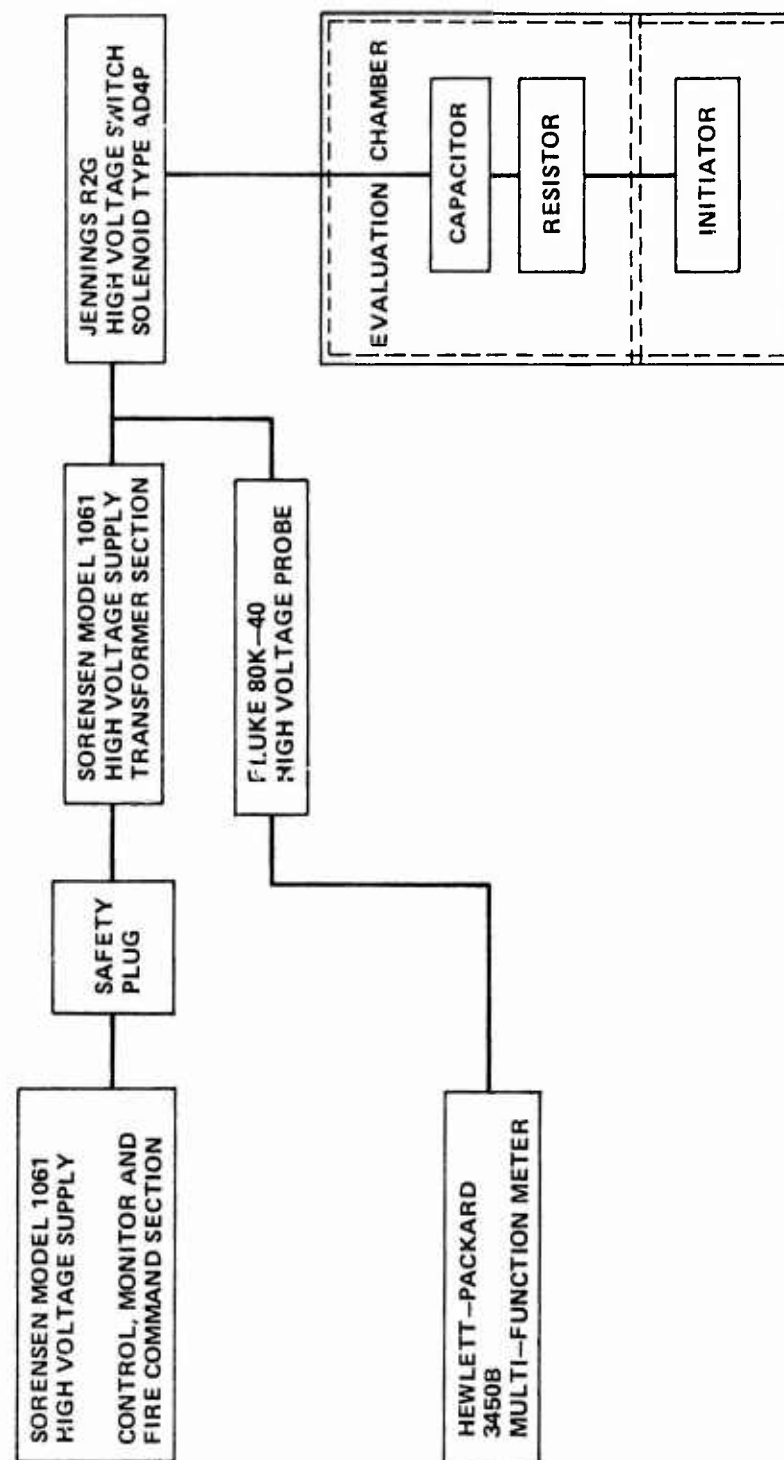 SORENSEN MODEL 1061
HIGH VOLTAGE SUPPLY
CONTROL, MONITOR AND
FIRE COMMAND SECTION
SAFETY
PLUG
SORENSEN MODEL 1061
HIGH VOLTAGE SUPPLY
TRANSFORMER SECTION
JENNINGS R2G
HIGH VOLTAGE SWITCH
SOLENOID TYPE AD4P
FLUKE 80K–40
HIGH VOLTAGE PROBE
HEWLETT–PACKARD
3450B
MULTI–FUNCTION METER
EVALUATION CHAMBER
CAPACITOR
RESISTOR
INITIATOR